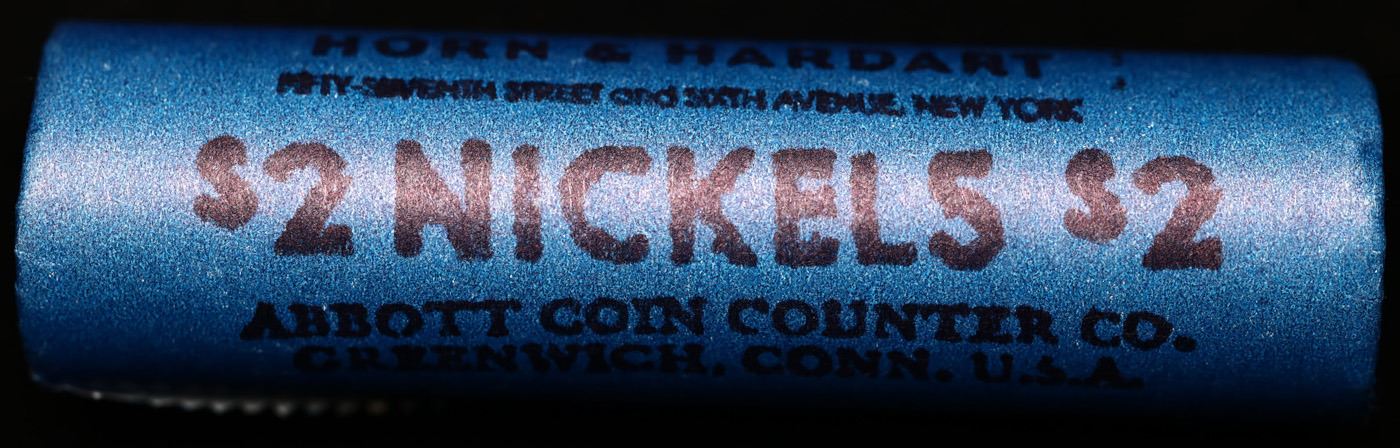 HORN & HARDART
FIFTY-SEVENTH STREET and SIXTH AVENUE, NEW YORK
$2 NICKELS $2
ABBOTT COIN COUNTER CO.
GREENWICH, CONN. U.S.A.